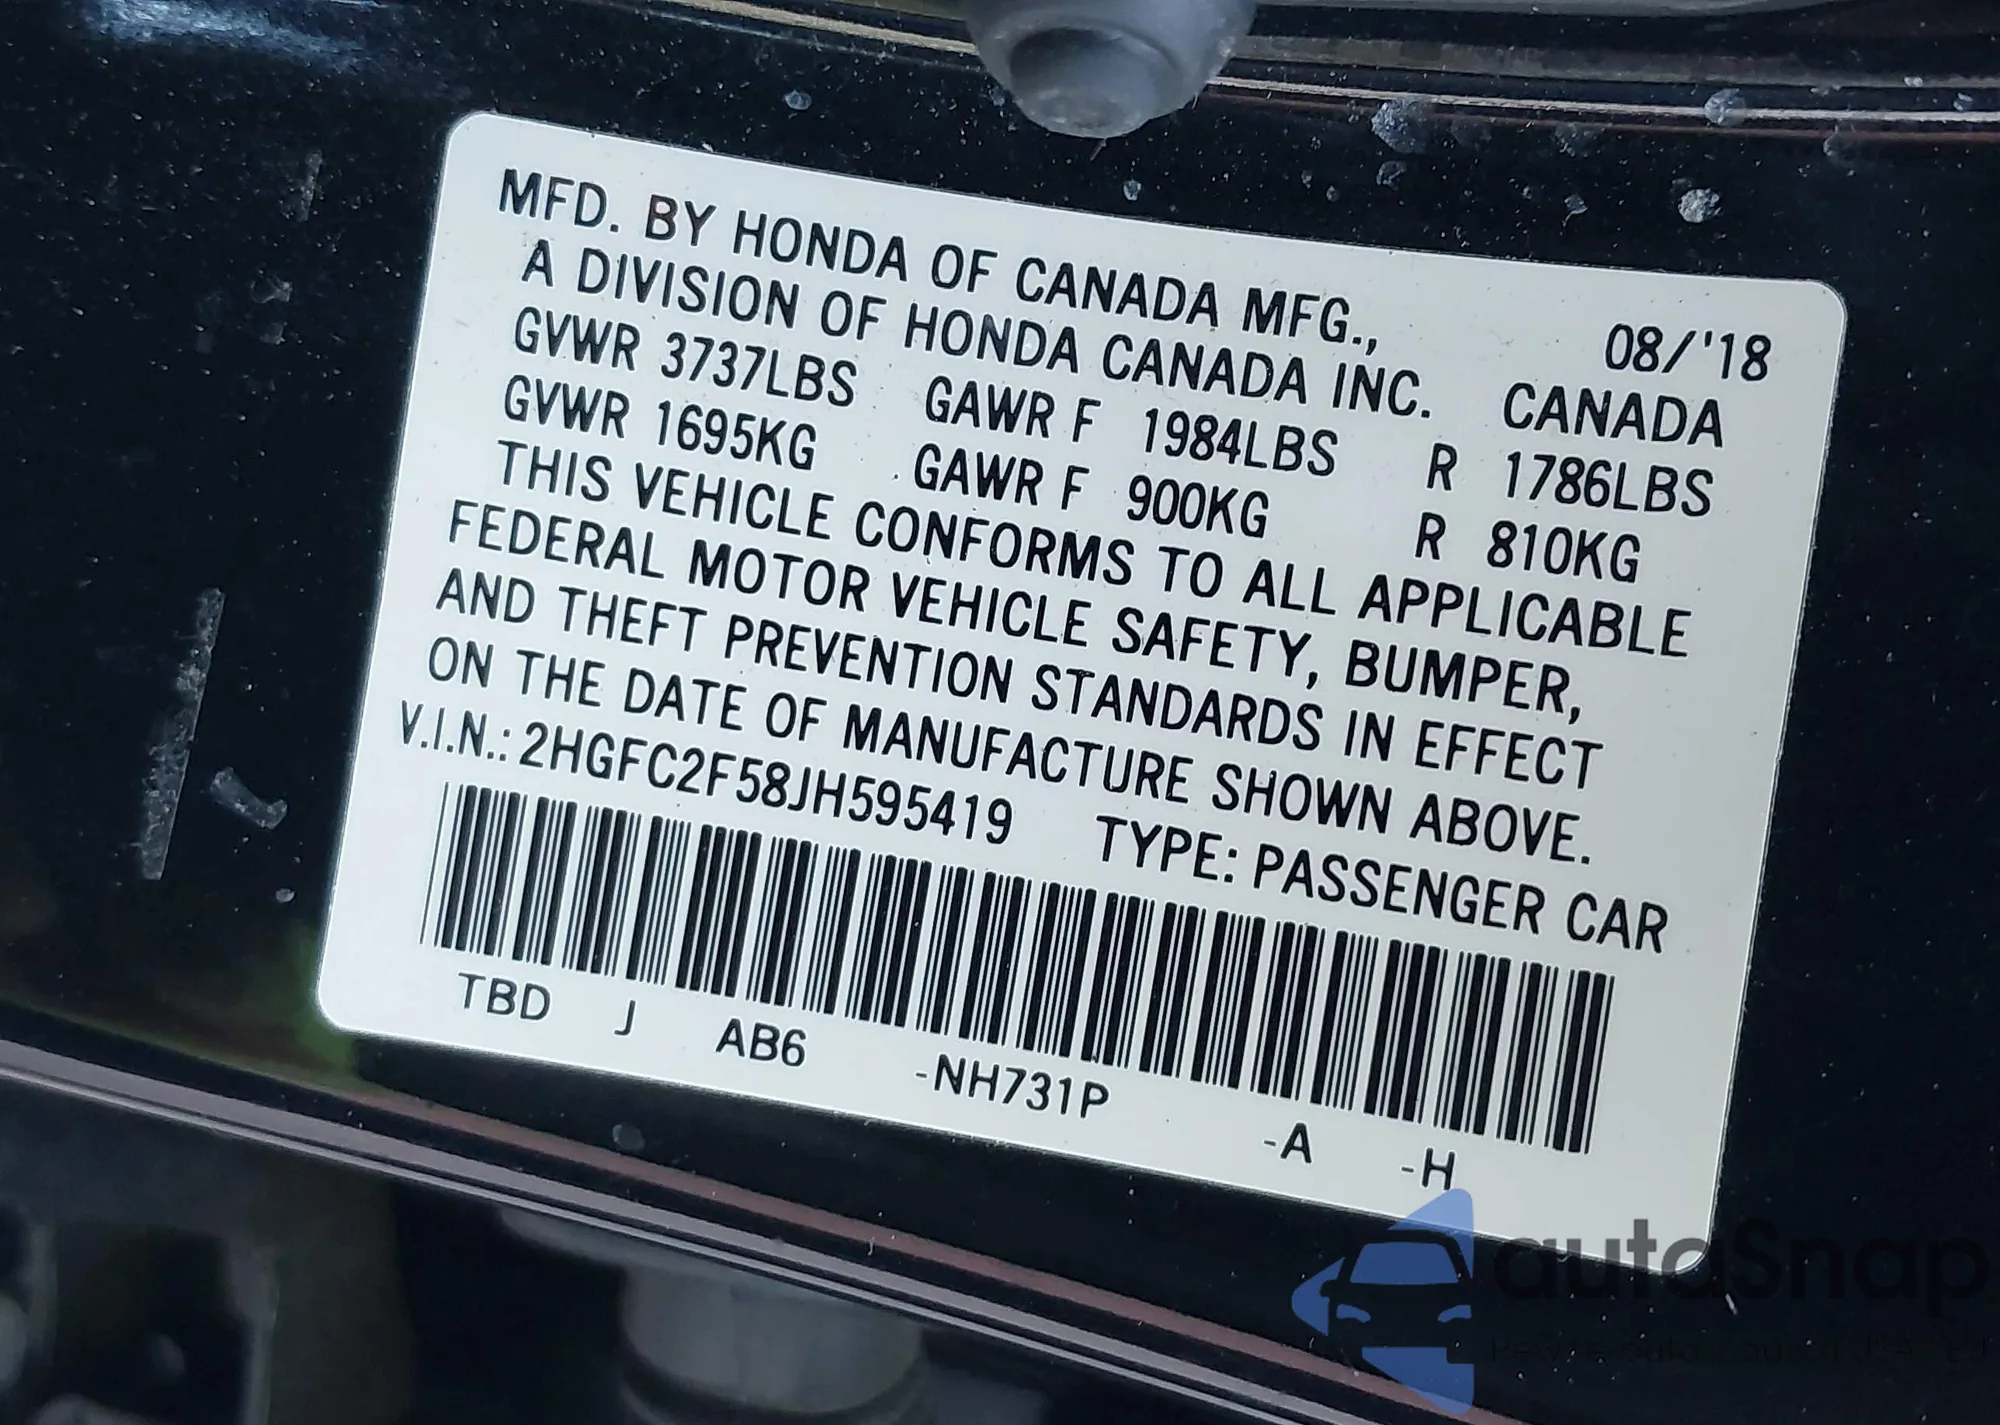 MFD. BY HONDA OF CANADA MFG., 08/'18
A DIVISION OF HONDA CANADA INC. CANADA
GVWR 3737LBS GAWR F 1984LBS R 1786LBS
GVWR 1695KG GAWR F 900KG R 810KG
THIS VEHICLE CONFORMS TO ALL APPLICABLE
FEDERAL MOTOR VEHICLE SAFETY, BUMPER,
AND THEFT PREVENTION STANDARDS IN EFFECT
ON THE DATE OF MANUFACTURE SHOWN ABOVE.
V.I.N.: 2HGFC2F58JH595419 TYPE: PASSENGER CAR
TBD J AB6 -NH731P -A -H
autoSnap